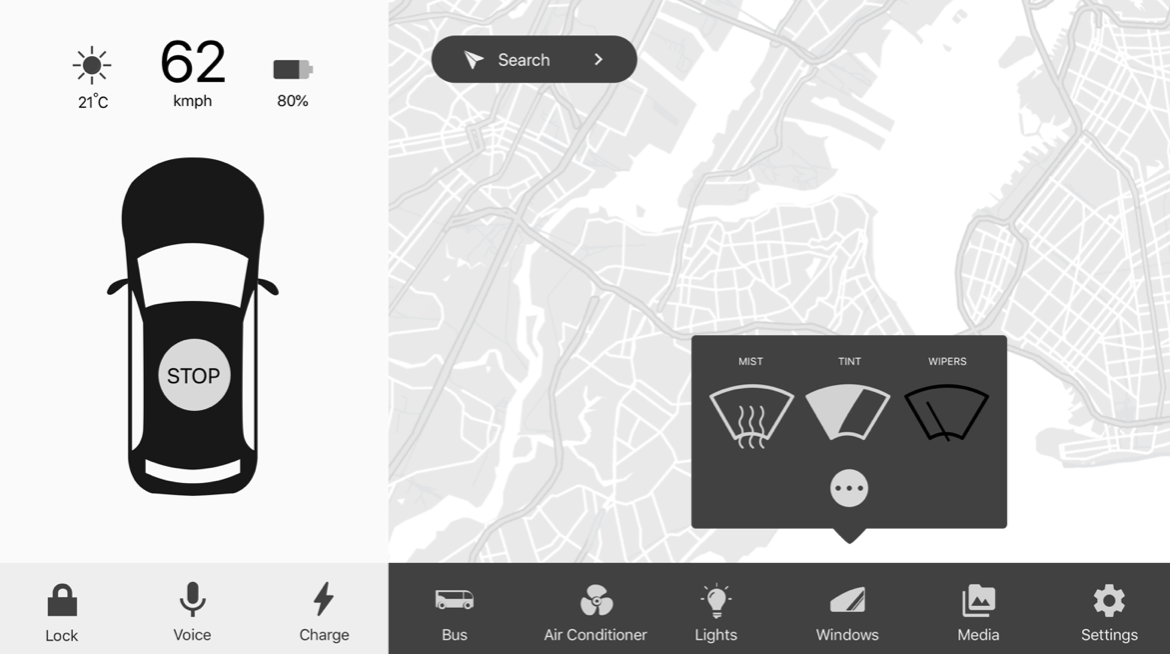 62
21°C
kmph
80%
Search
STOP
MIST
TINT
WIPERS
Lock
Voice
Charge
Bus
Air Conditioner
Lights
Windows
Media
Settings